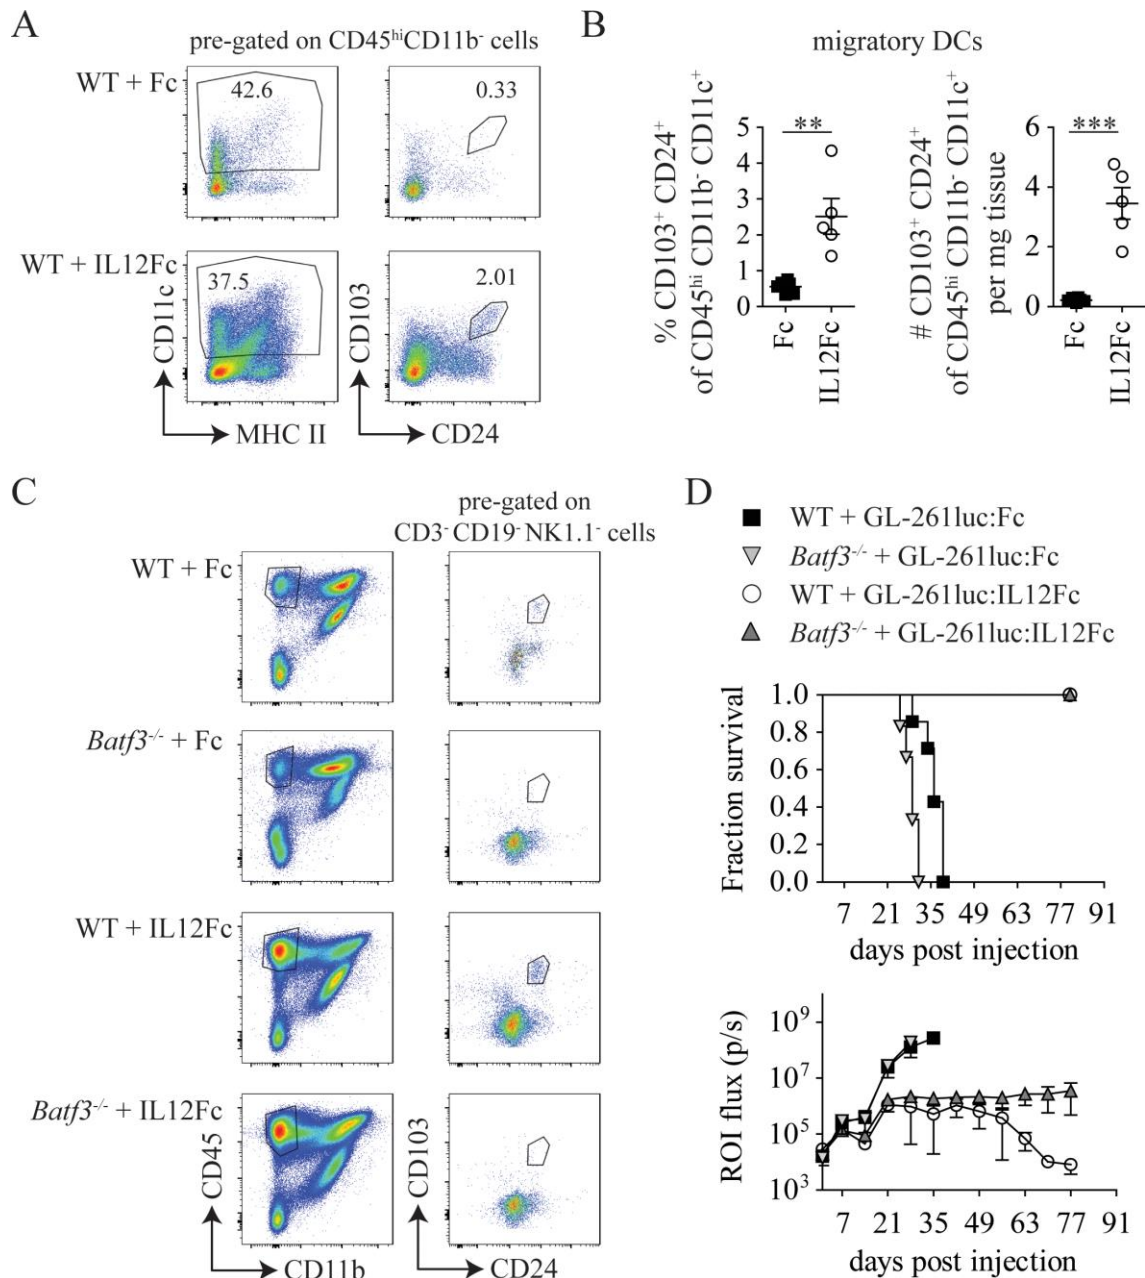 A
pre-gated on CD45hiCD11b- cells
WT + Fc
42.6
0.33
WT + IL12Fc
37.5
2.01
CD11c
CD103
MHC II
CD24
B
migratory DCs
% CD103+ CD24+
of CD45hi CD11b- CD11c+
5
4
3
2
1
0
**
Fc
IL12Fc
# CD103+ CD24+
of CD45hi CD11b- CD11c+
per mg tissue
6
4
2
0
***
Fc
IL12Fc
C
pre-gated on
CD3- CD19- NK1.1- cells
WT + Fc
Batf3-/- + Fc
WT + IL12Fc
Batf3-/- + IL12Fc
CD45
CD103
CD11b
CD24
D
WT + GL-261luc:Fc
Batf3-/- + GL-261luc:Fc
WT + GL-261luc:IL12Fc
Batf3-/- + GL-261luc:IL12Fc
Fraction survival
1.0
0.8
0.6
0.4
0.2
0.0
7 21 35 49 63 77 91
days post injection
ROI flux (p/s)
10^9
10^7
10^5
10^3
7 21 35 49 63 77 91
days post injection